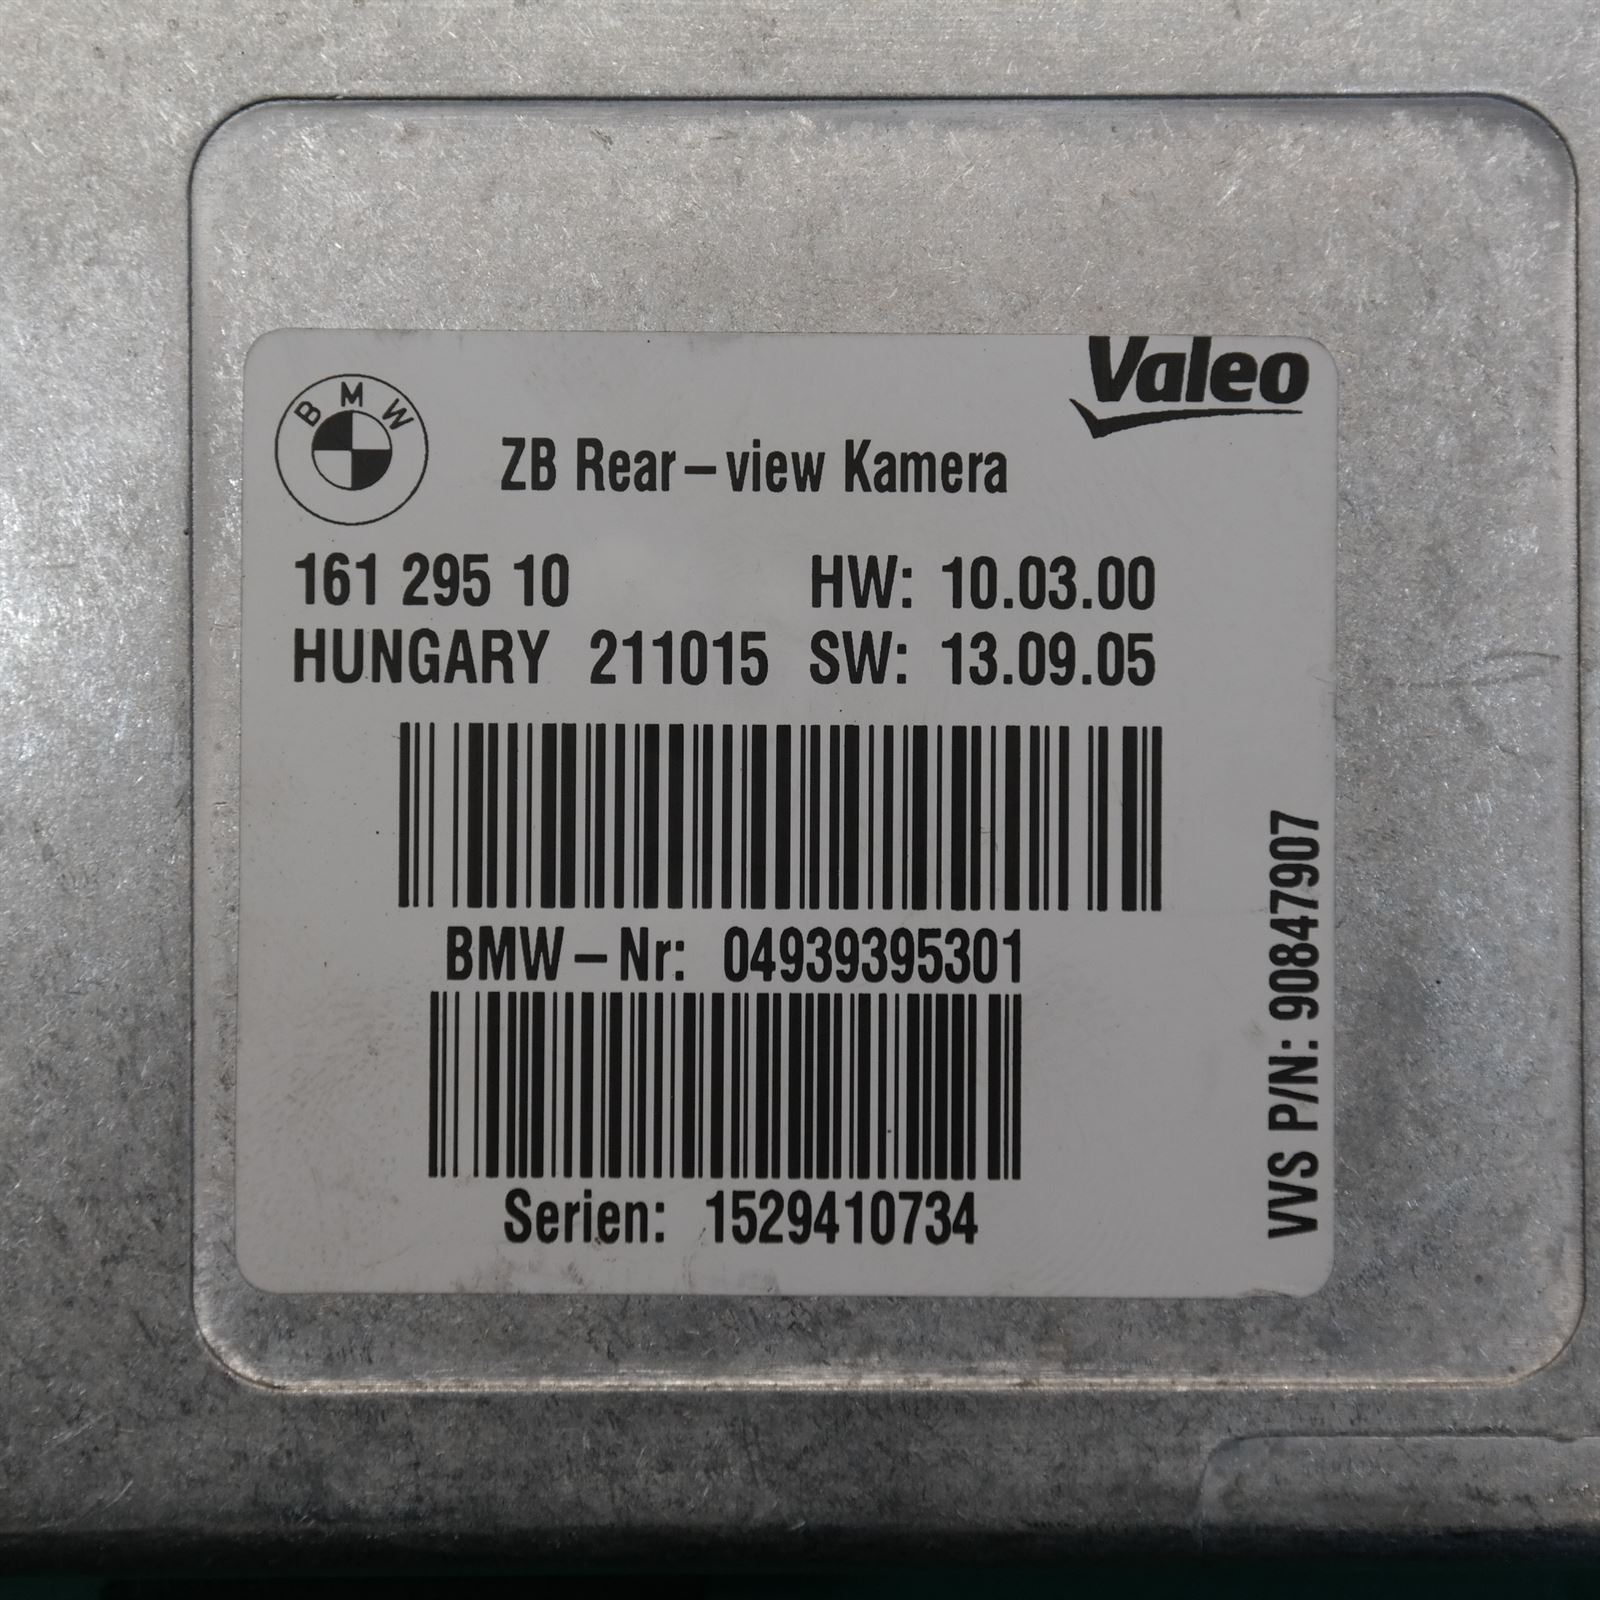 BMW
Valeo
ZB Rear-view Kamera
161 295 10 HW: 10.03.00
HUNGARY 211015 SW: 13.09.05
BMW-Nr: 04939395301
Serien: 1529410734
VVS P/N: 90847907